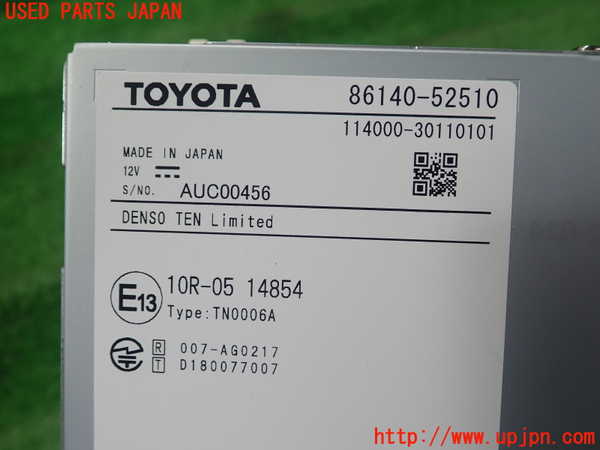 USED PARTS JAPAN
TOYOTA 86140-52510
114000-30110101
MADE IN JAPAN
12V
S/NO. AUC00456
DENSO TEN Limited
E13 10R-05 14854
Type:TN0006A
R 007-AG0217
T D180077007
http://www.upjpn.com/